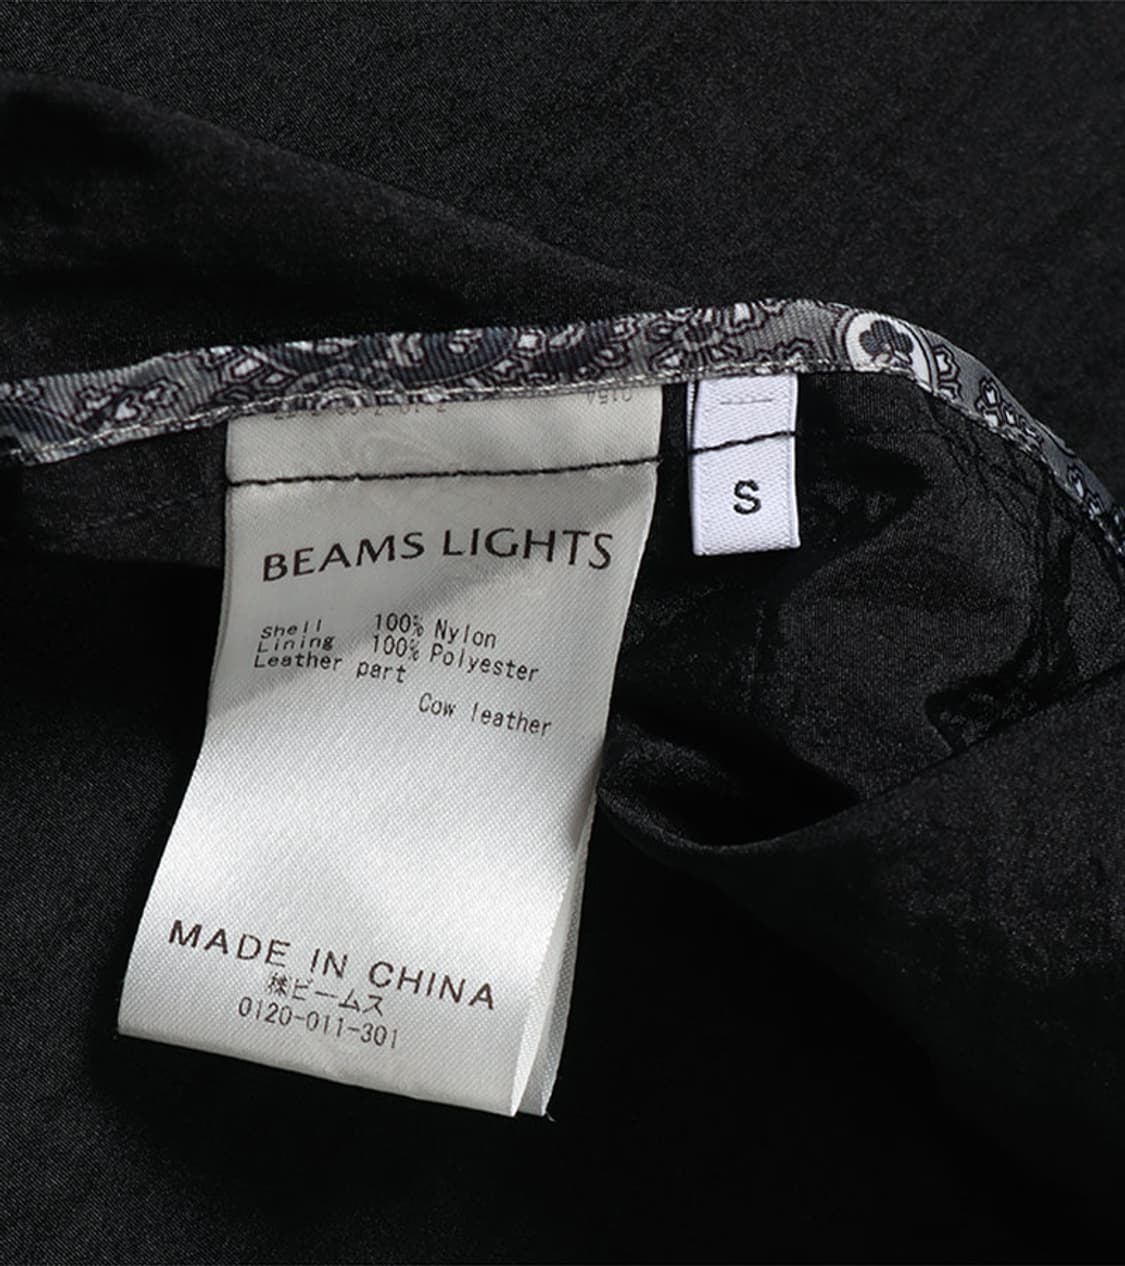 BEAMS LIGHTS
S
Shell 100% Nylon
Lining 100% Polyester
Leather part
Cow leather
MADE IN CHINA
㈱ビームス
0120-011-301